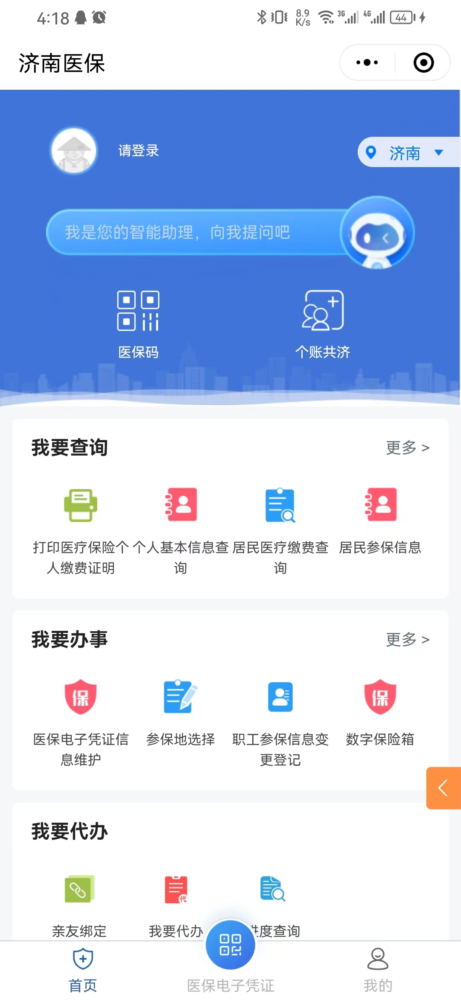 4:18
8.9
K/s
3G
4G
44
济南医保
请登录
济南
我是您的智能助理，向我提问吧
医保码
个账共济
我要查询
更多 >
打印医疗保险个
人缴费证明
个人基本信息查
询
居民医疗缴费查
询
居民参保信息
我要办事
更多 >
保
保
医保电子凭证信
息维护
参保地选择
职工参保信息变
更登记
数字保险箱
我要代办
代
亲友绑定
我要代办
进度查询
首页
医保电子凭证
我的